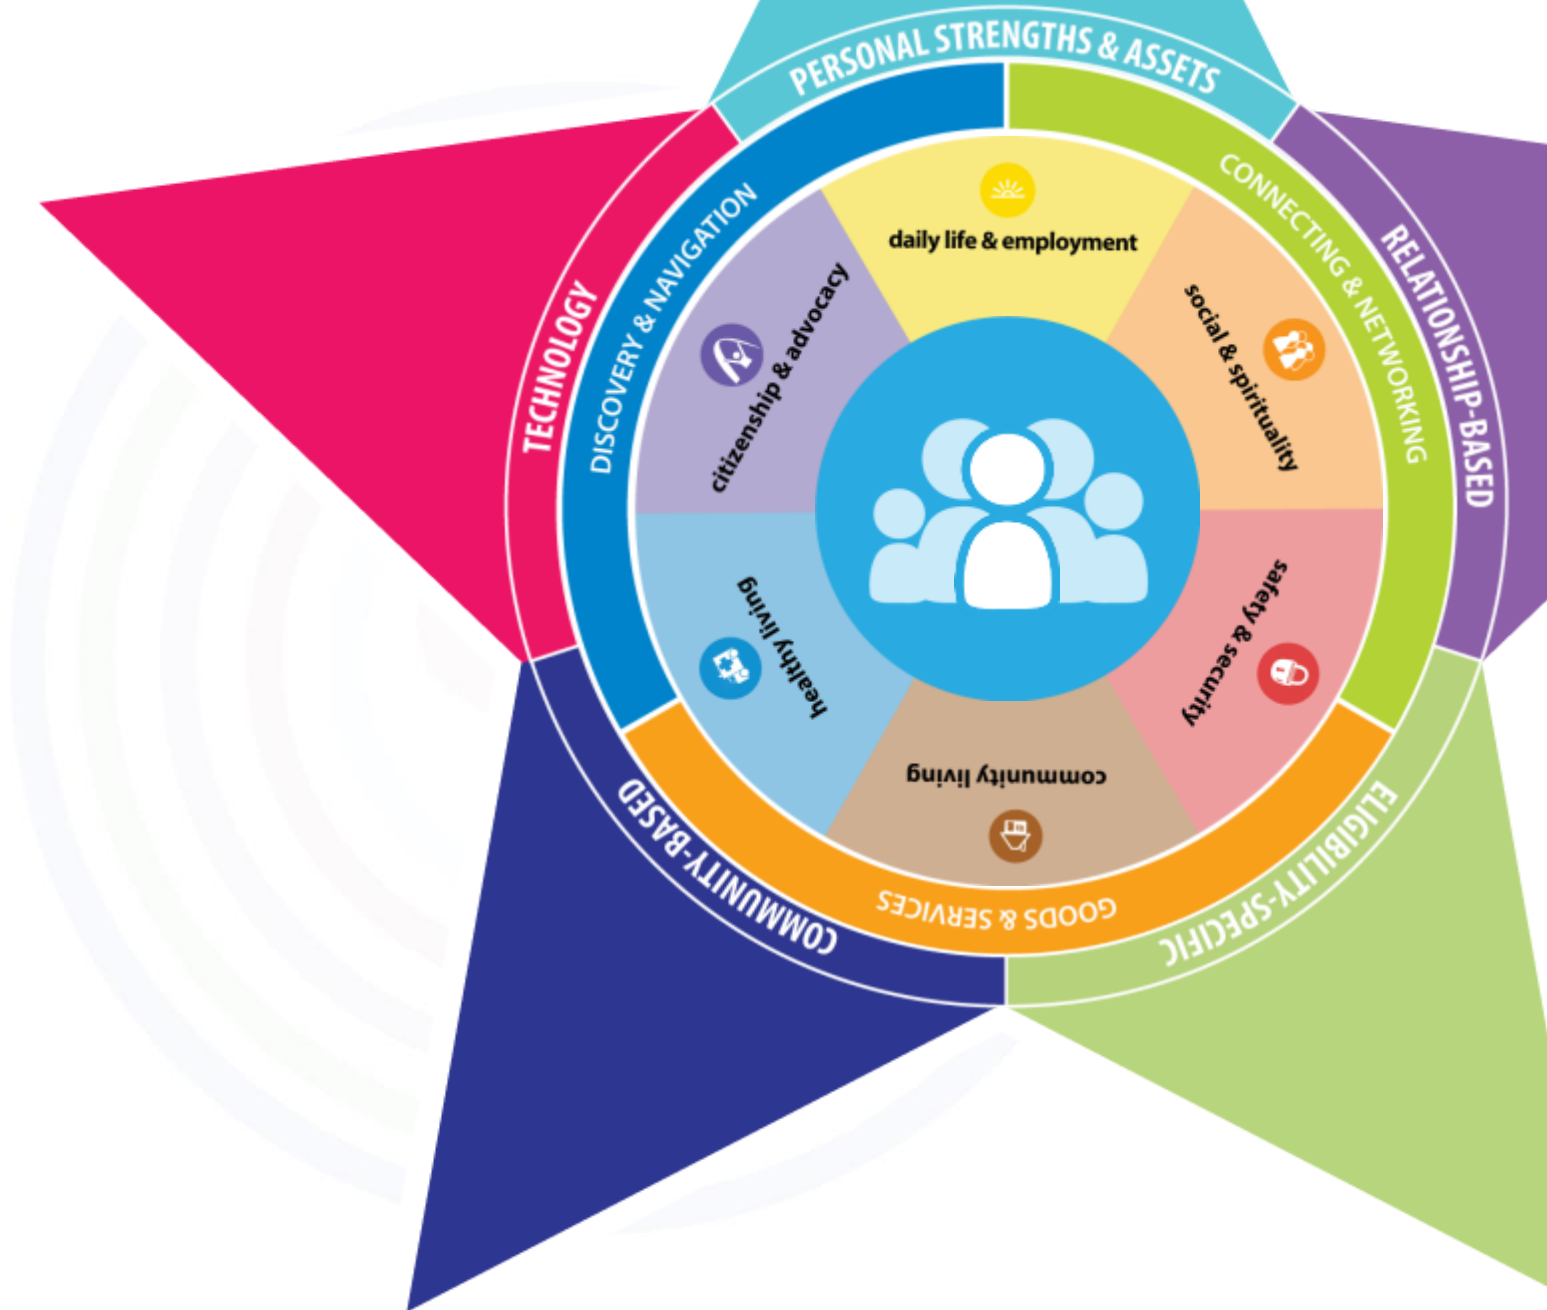 PERSONAL STRENGTHS & ASSETS
RELATIONSHIP-BASED
ELIGIBILITY-SPECIFIC
COMMUNITY-BASED
TECHNOLOGY
DISCOVERY & NAVIGATION
CONNECTING & NETWORKING
GOODS & SERVICES
daily life & employment
social & spirituality
safety & security
community living
healthy living
citizenship & advocacy